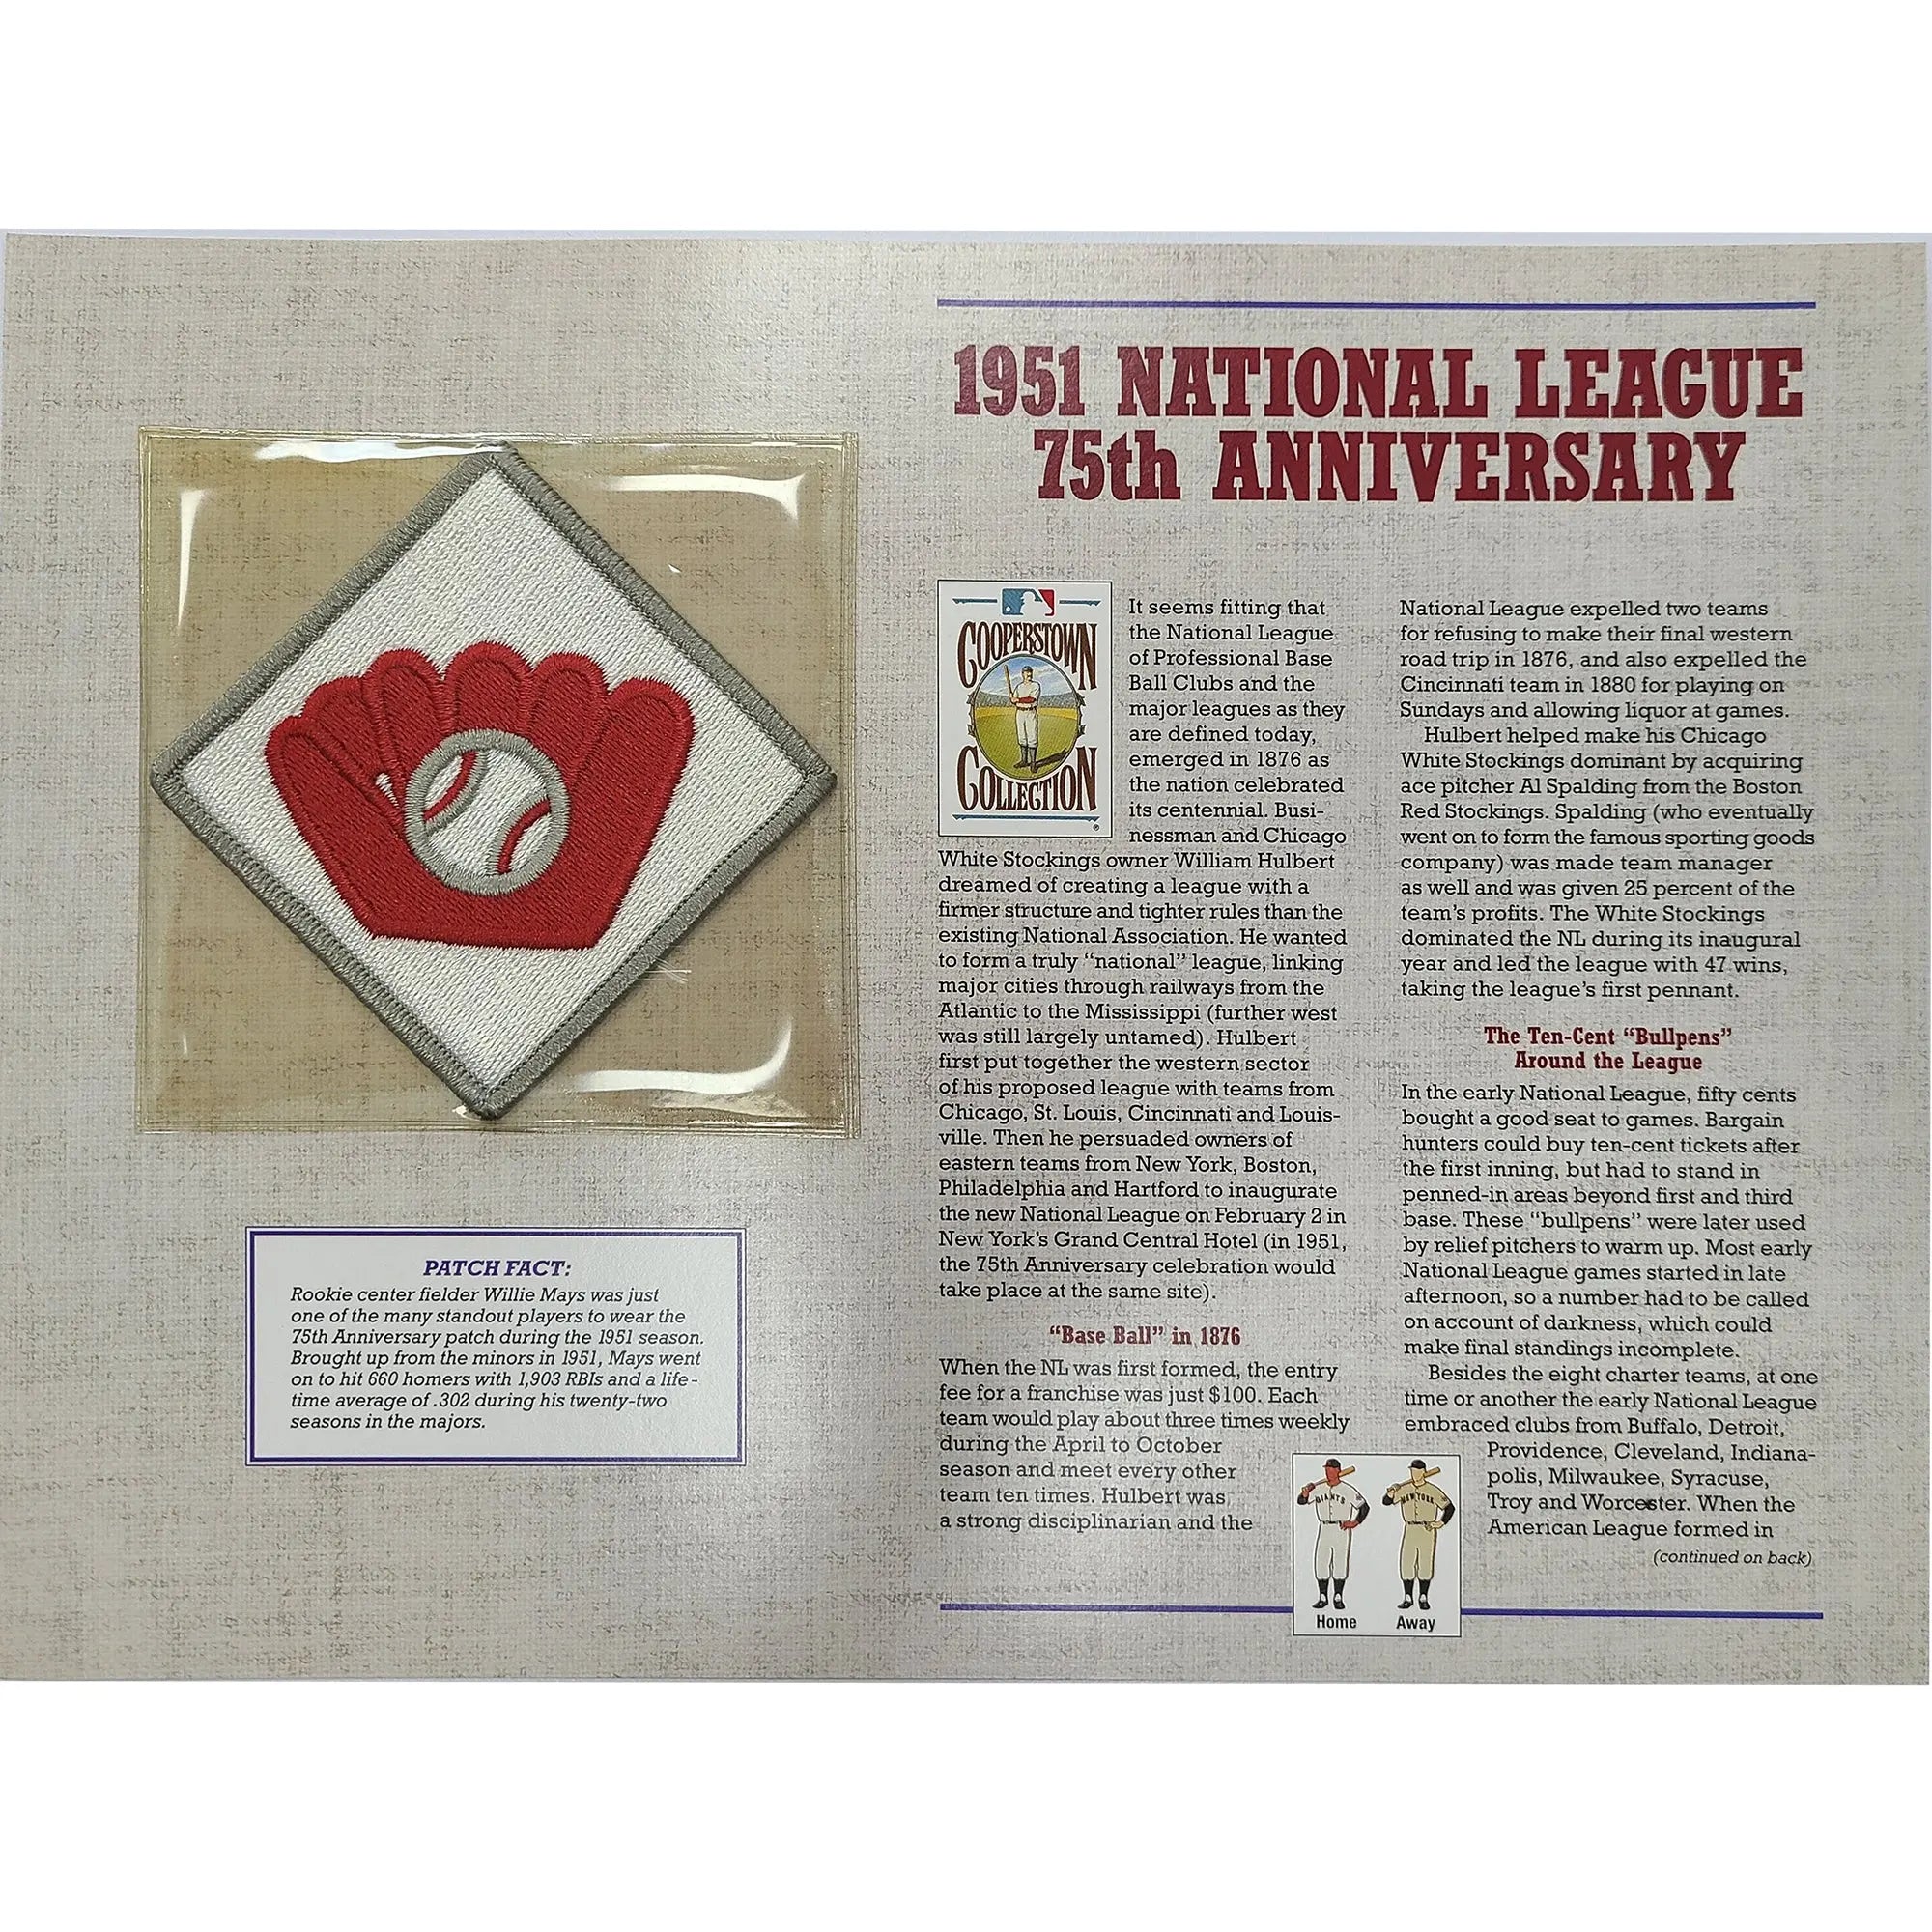 1951 NATIONAL LEAGUE
75th ANNIVERSARY
COOPERSTOWN
COLLECTION
®
It seems fitting that
the National League
of Professional Base
Ball Clubs and the
major leagues as they
are defined today,
emerged in 1876 as
the nation celebrated
its centennial. Busi-
nessman and Chicago
White Stockings owner William Hulbert
dreamed of creating a league with a
firmer structure and tighter rules than the
existing National Association. He wanted
to form a truly “national” league, linking
major cities through railways from the
Atlantic to the Mississippi (further west
was still largely untamed). Hulbert
first put together the western sector
of his proposed league with teams from
Chicago, St. Louis, Cincinnati and Louis-
ville. Then he persuaded owners of
eastern teams from New York, Boston,
Philadelphia and Hartford to inaugurate
the new National League on February 2 in
New York's Grand Central Hotel (in 1951,
the 75th Anniversary celebration would
take place at the same site).
“Base Ball” in 1876
When the NL was first formed, the entry
fee for a franchise was just $100. Each
team would play about three times weekly
during the April to October
season and meet every other
team ten times. Hulbert was
a strong disciplinarian and the
National League expelled two teams
for refusing to make their final western
road trip in 1876, and also expelled the
Cincinnati team in 1880 for playing on
Sundays and allowing liquor at games.
Hulbert helped make his Chicago
White Stockings dominant by acquiring
ace pitcher Al Spalding from the Boston
Red Stockings. Spalding (who eventually
went on to form the famous sporting goods
company) was made team manager
as well and was given 25 percent of the
team's profits. The White Stockings
dominated the NL during its inaugural
year and led the league with 47 wins,
taking the league's first pennant.
The Ten-Cent “Bullpens”
Around the League
In the early National League, fifty cents
bought a good seat to games. Bargain
hunters could buy ten-cent tickets after
the first inning, but had to stand in
penned-in areas beyond first and third
base. These “bullpens” were later used
by relief pitchers to warm up. Most early
National League games started in late
afternoon, so a number had to be called
on account of darkness, which could
make final standings incomplete.
Besides the eight charter teams, at one
time or another the early National League
embraced clubs from Buffalo, Detroit,
Providence, Cleveland, Indiana-
polis, Milwaukee, Syracuse,
Troy and Worcester. When the
American League formed in
(continued on back)
GIANTS
NEW YORK
Home Away
PATCH FACT:
Rookie center fielder Willie Mays was just
one of the many standout players to wear the
75th Anniversary patch during the 1951 season.
Brought up from the minors in 1951, Mays went
on to hit 660 homers with 1,903 RBIs and a life-
time average of .302 during his twenty-two
seasons in the majors.